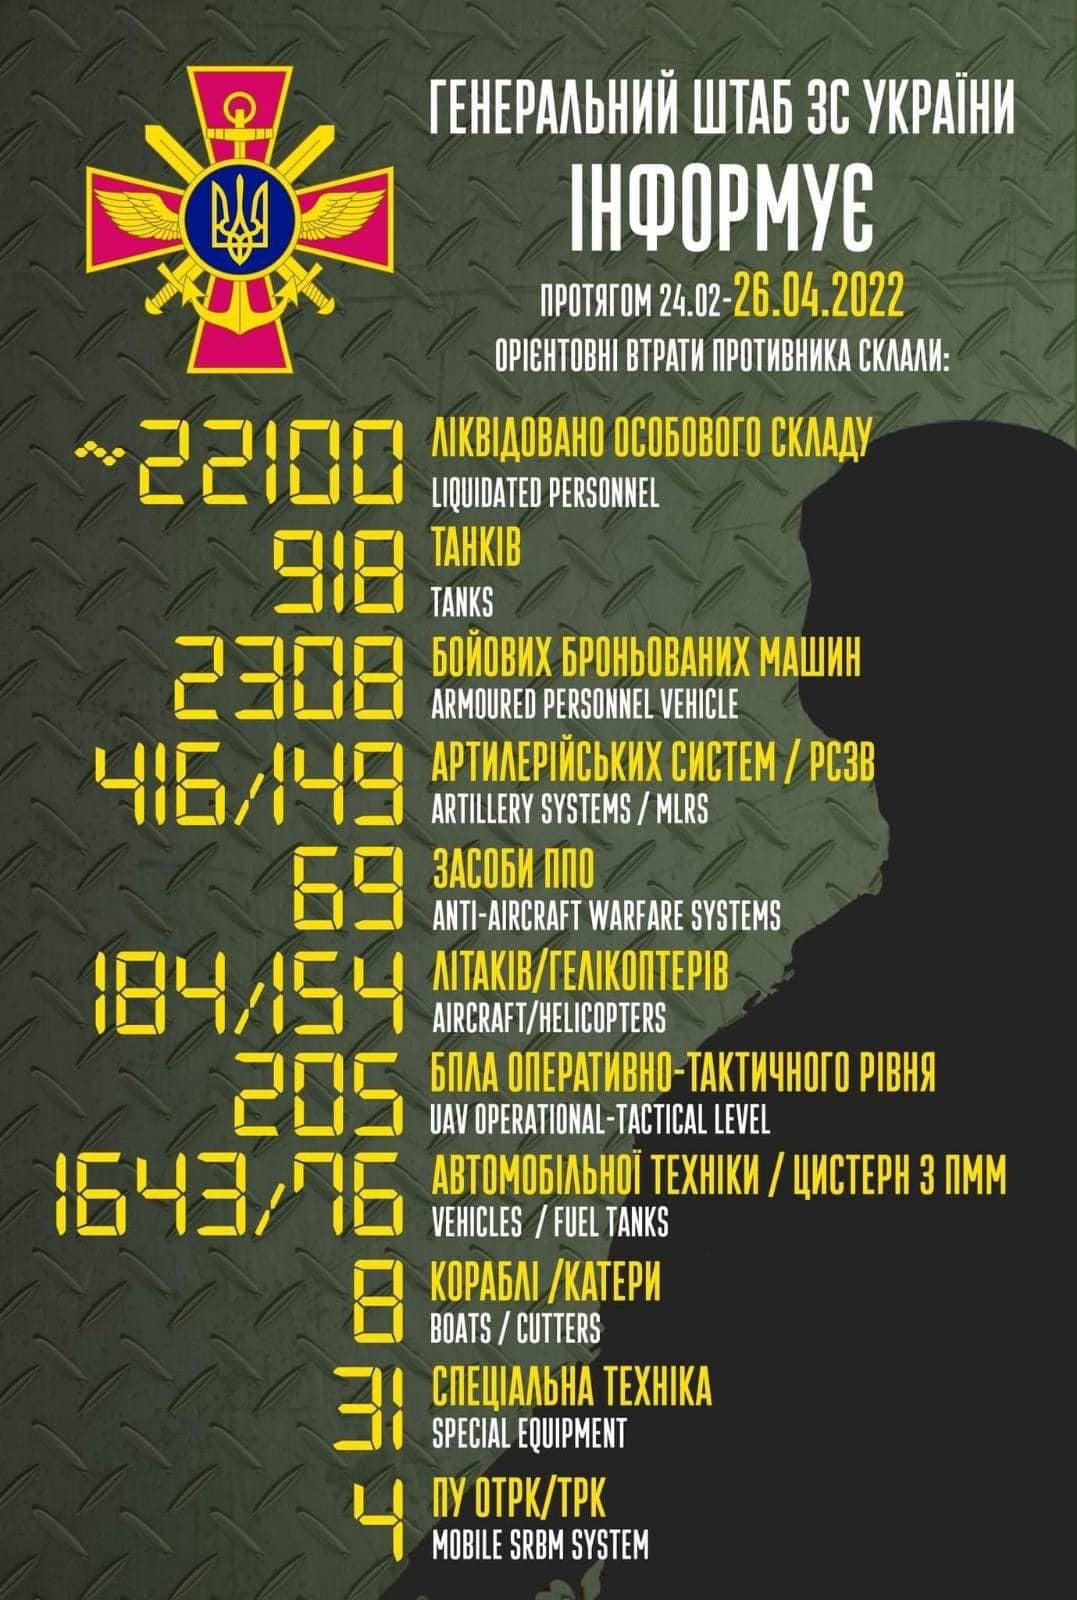 ГЕНЕРАЛЬНИЙ ШТАБ ЗС УКРАЇНИ
ІНФОРМУЄ
ПРОТЯГОМ 24.02-26.04.2022
ОРІЄНТОВНІ ВТРАТИ ПРОТИВНИКА СКЛАЛИ:
~22100 ЛІКВІДОВАНО ОСОБОВОГО СКЛАДУ
LIQUIDATED PERSONNEL
918 ТАНКІВ
TANKS
2308 БОЙОВИХ БРОНЬОВАНИХ МАШИН
ARMOURED PERSONNEL VEHICLE
416/149 АРТИЛЕРІЙСЬКИХ СИСТЕМ / РСЗВ
ARTILLERY SYSTEMS / MLRS
69 ЗАСОБИ ППО
ANTI-AIRCRAFT WARFARE SYSTEMS
184/154 ЛІТАКІВ/ГЕЛІКОПТЕРІВ
AIRCRAFT/HELICOPTERS
205 БПЛА ОПЕРАТИВНО-ТАКТИЧНОГО РІВНЯ
UAV OPERATIONAL-TACTICAL LEVEL
1643/76 АВТОМОБІЛЬНОЇ ТЕХНІКИ / ЦИСТЕРН З ПММ
VEHICLES / FUEL TANKS
8 КОРАБЛІ /КАТЕРИ
BOATS / CUTTERS
31 СПЕЦІАЛЬНА ТЕХНІКА
SPECIAL EQUIPMENT
4 ПУ ОТРК/ТРК
MOBILE SRBM SYSTEM